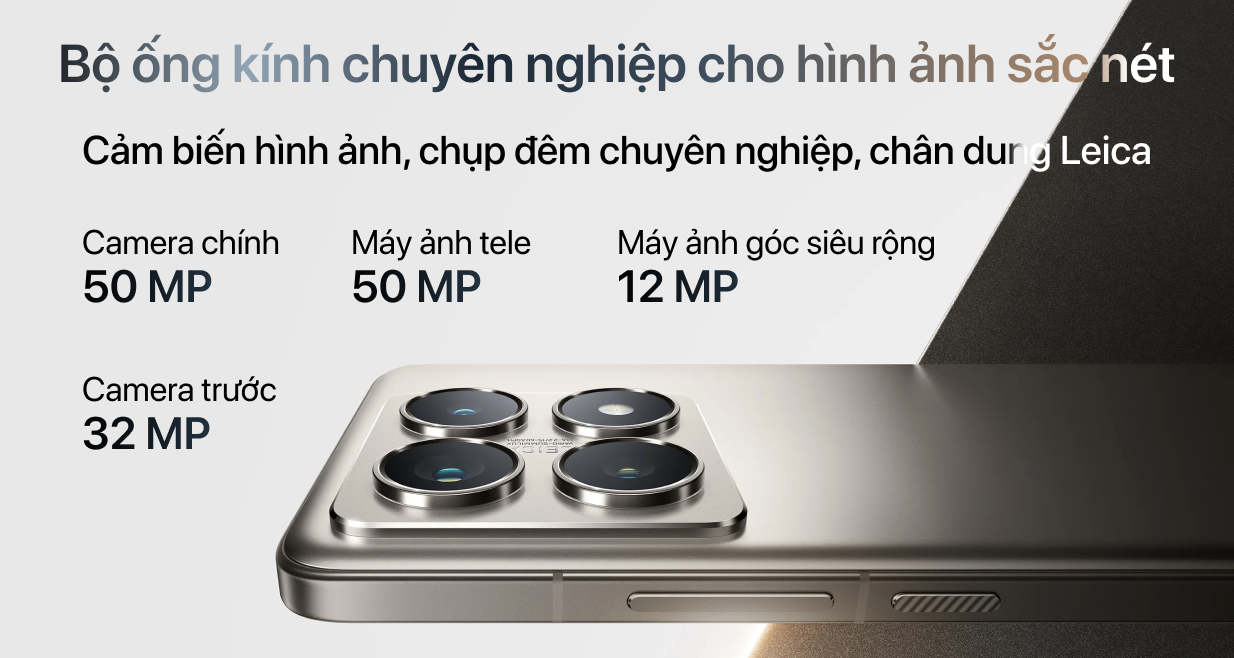 Bộ ống kính chuyên nghiệp cho hình ảnh sắc nét
Cảm biến hình ảnh, chụp đêm chuyên nghiệp, chân dung Leica
Camera chính
50 MP
Máy ảnh tele
50 MP
Máy ảnh góc siêu rộng
12 MP
Camera trước
32 MP